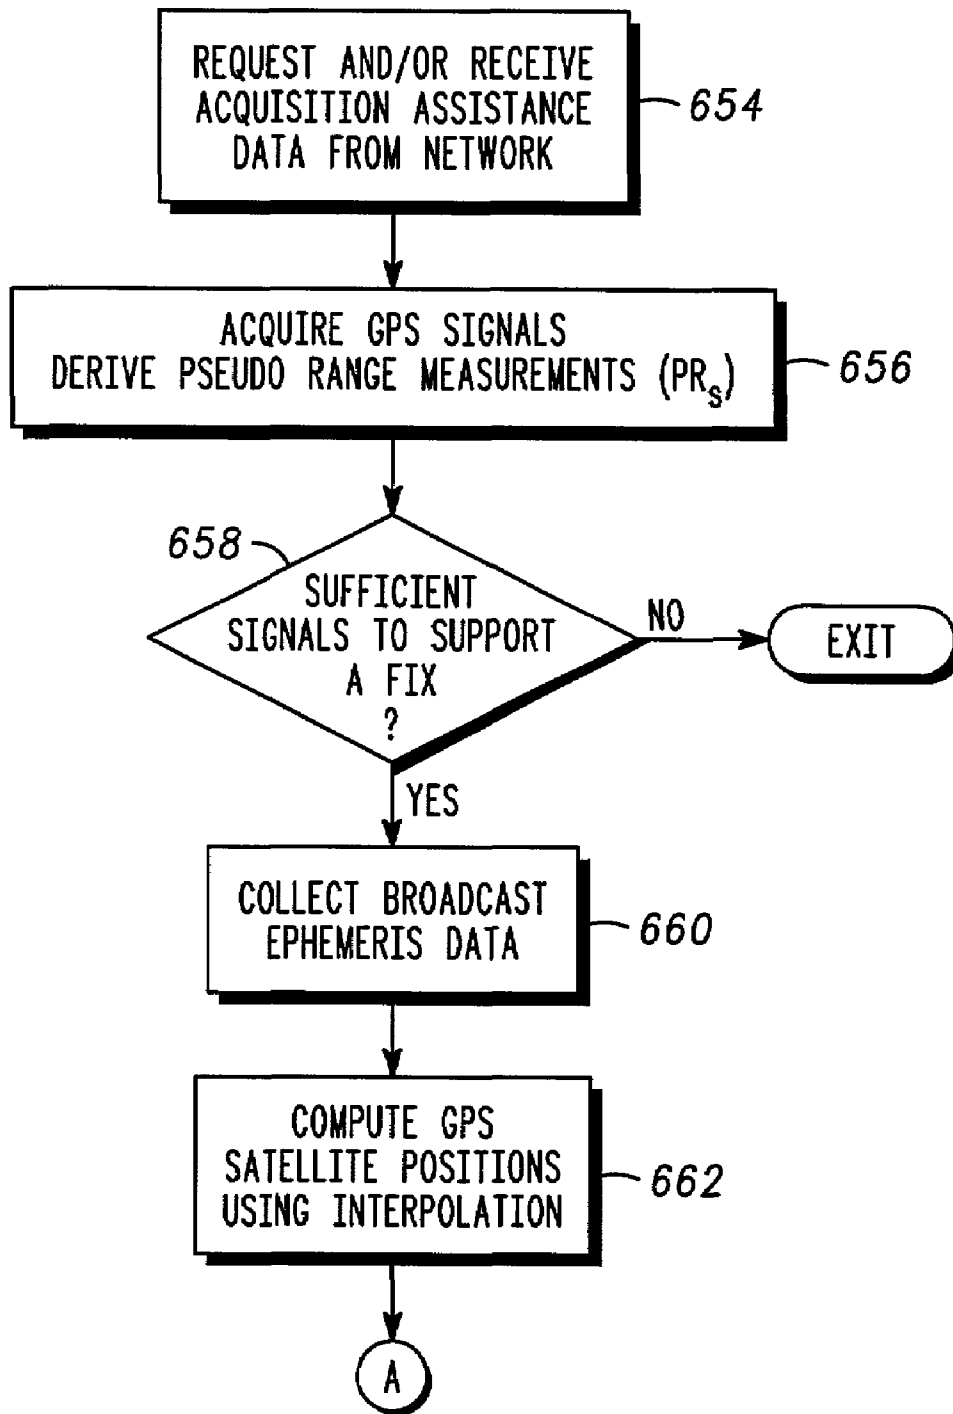 REQUEST AND/OR RECEIVE
ACQUISITION ASSISTANCE
DATA FROM NETWORK
654
ACQUIRE GPS SIGNALS
DERIVE PSEUDO RANGE MEASUREMENTS (PRs)
656
658
SUFFICIENT
SIGNALS TO SUPPORT
A FIX
?
NO
EXIT
YES
COLLECT BROADCAST
EPHEMERIS DATA
660
COMPUTE GPS
SATELLITE POSITIONS
USING INTERPOLATION
662
A